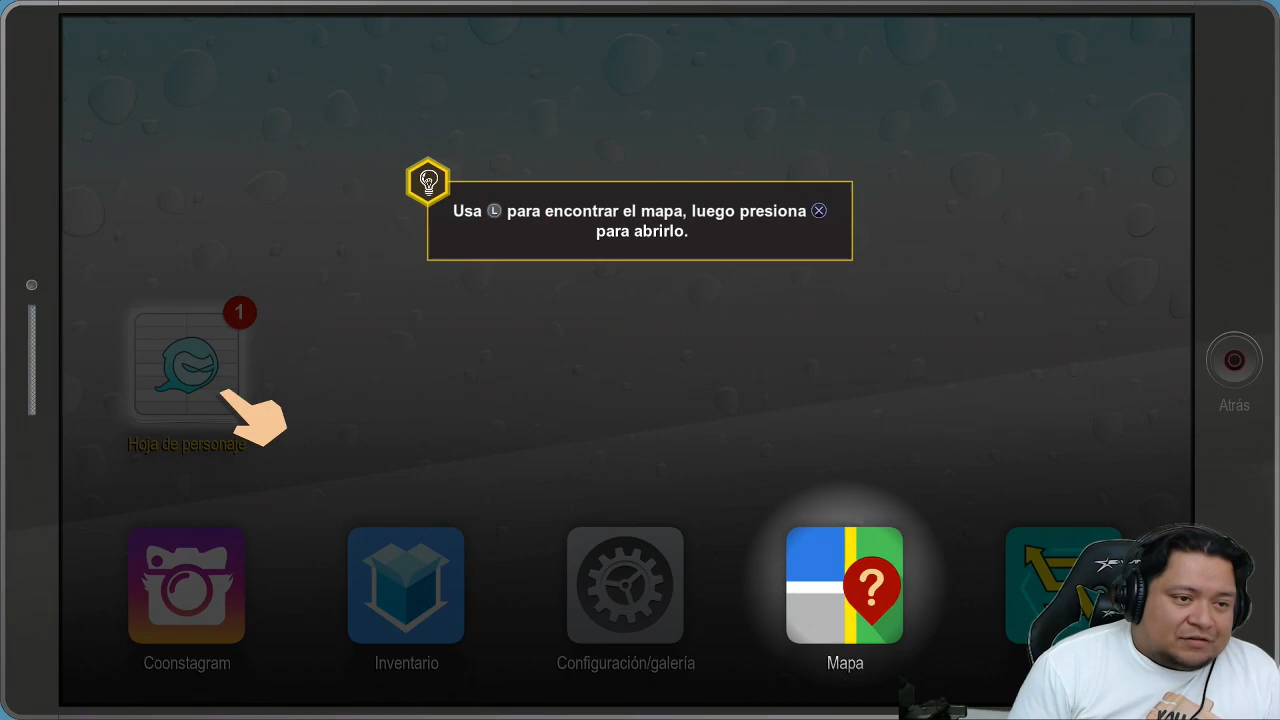 Usa L para encontrar el mapa, luego presiona
para abrirlo.
1
Hoja de personaje
Atrás
?
Coonstagram
Inventario
Configuración/galería
Mapa